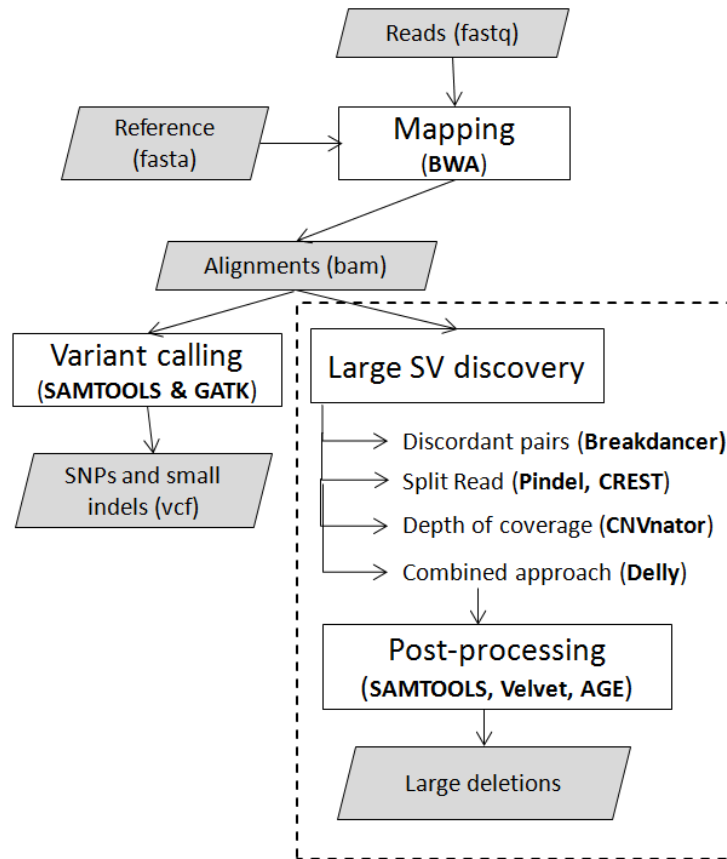 Reads (fastq)
Reference
(fasta)
Mapping
(BWA)
Alignments (bam)
Variant calling
(SAMTOOLS & GATK)
SNPs and small
indels (vcf)
Large SV discovery
Discordant pairs (Breakdancer)
Split Read (Pindel, CREST)
Depth of coverage (CNVnator)
Combined approach (Delly)
Post-processing
(SAMTOOLS, Velvet, AGE)
Large deletions